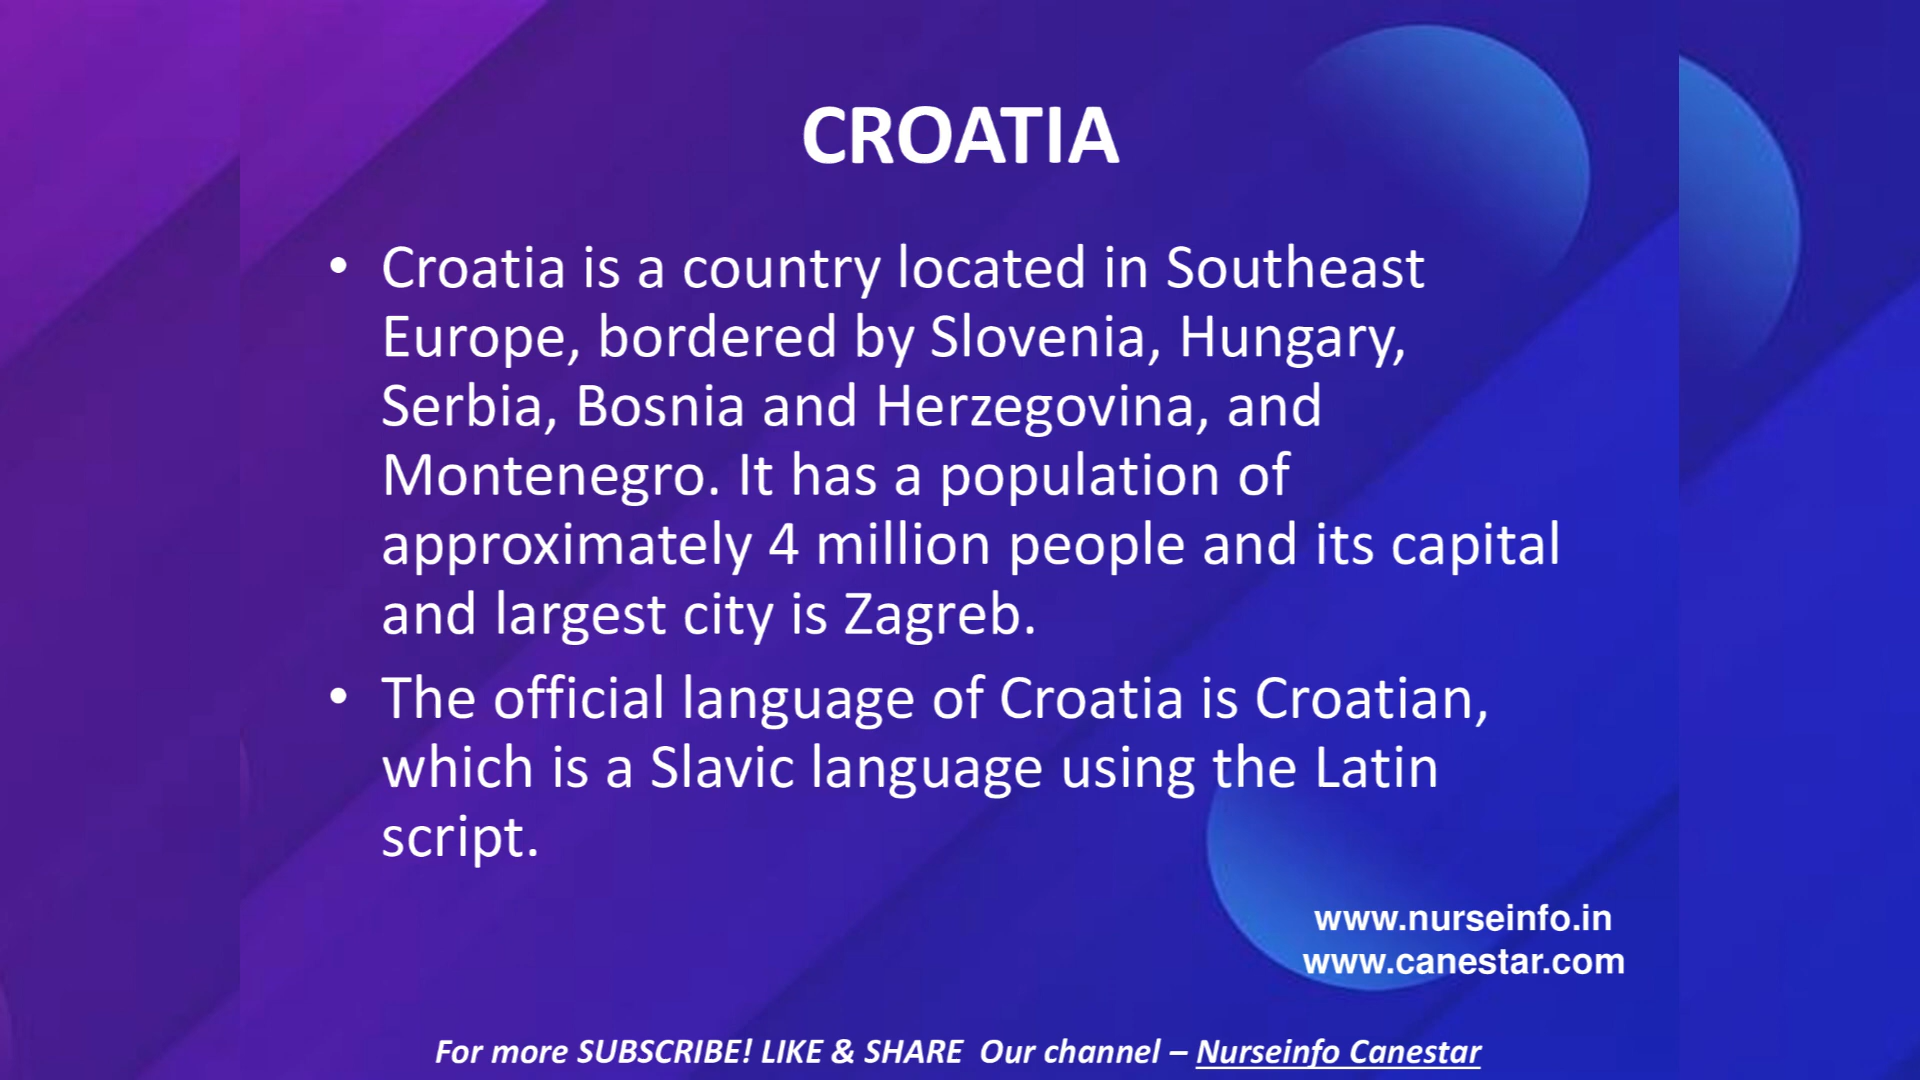 CROATIA
• Croatia is a country located in Southeast
Europe, bordered by Slovenia, Hungary,
Serbia, Bosnia and Herzegovina, and
Montenegro. It has a population of
approximately 4 million people and its capital
and largest city is Zagreb.
• The official language of Croatia is Croatian,
which is a Slavic language using the Latin
script.
www.nurseinfo.in
www.canestar.com
For more SUBSCRIBE! LIKE & SHARE  Our channel – Nurseinfo Canestar